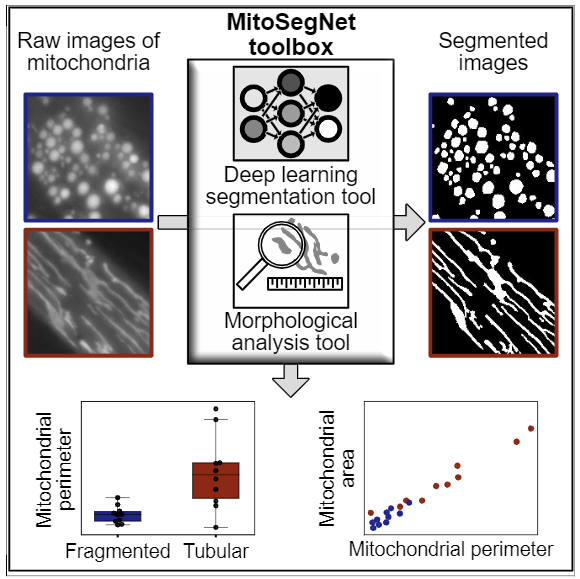 MitoSegNet
toolbox
Raw images of
mitochondria
Segmented
images
Deep learning
segmentation tool
Morphological
analysis tool
Mitochondrial
perimeter
Fragmented
Tubular
Mitochondrial
area
Mitochondrial perimeter